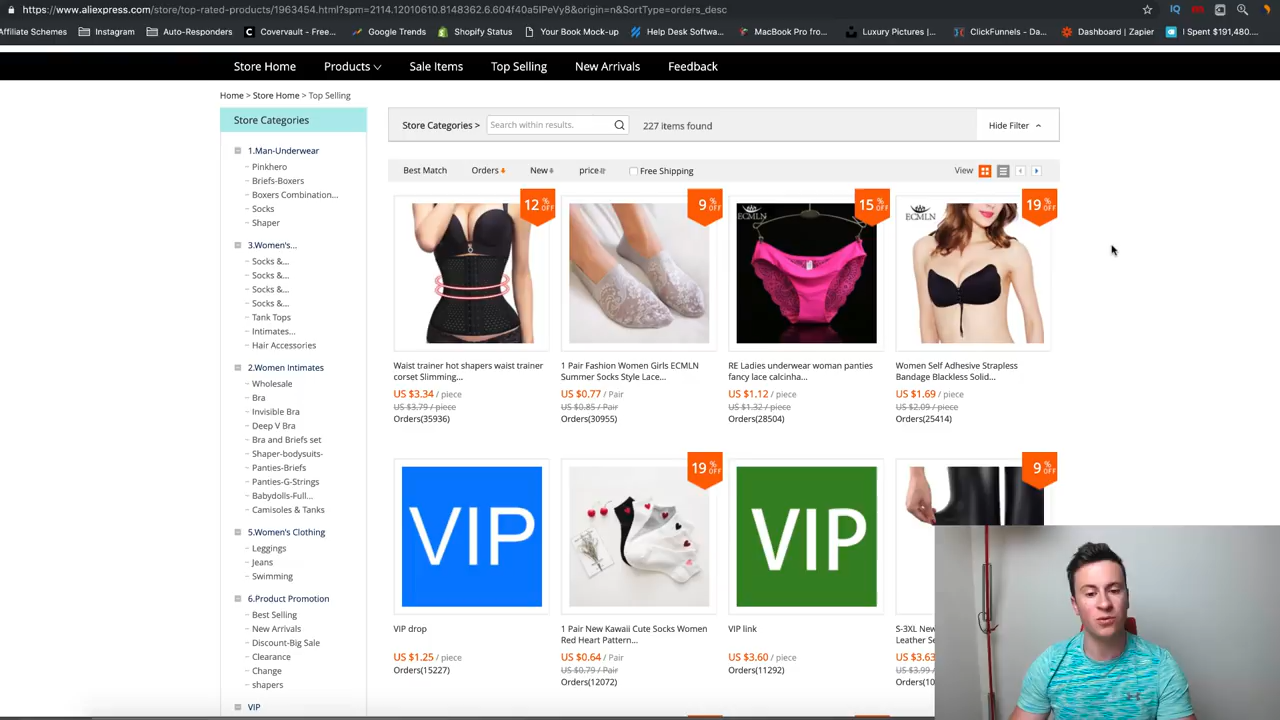 https://www.aliexpress.com/store/top-rated-products/1963454.html?spm=2114.12010610.8148362.6.604f40a5IPeVy8&origin=n&SortType=orders_desc
Affiliate Schemes Instagram Auto-Responders Covervault - Free... Google Trends Shopify Status Your Book Mock-up Help Desk Softwa... MacBook Pro fro... Luxury Pictures |... ClickFunnels - Da... Dashboard | Zapier I Spent $191,480....
Store Home Products Sale Items Top Selling New Arrivals Feedback
Home > Store Home > Top Selling
Store Categories
1.Man-Underwear
Pinkhero
Briefs-Boxers
Boxers Combination...
Socks
Shaper
3.Women's...
Socks &...
Socks &...
Socks &...
Socks &...
Tank Tops
Intimates...
Hair Accessories
2.Women Intimates
Wholesale
Bra
Invisible Bra
Deep V Bra
Bra and Briefs set
Shaper-bodysuits-
Panties-Briefs
Panties-G-Strings
Babydolls-Full...
Camisoles & Tanks
5.Women's Clothing
Leggings
Jeans
Swimming
6.Product Promotion
Best Selling
New Arrivals
Discount-Big Sale
Clearance
Change
shapers
VIP
Store Categories > Search within results. 227 items found Hide Filter
Best Match Orders New price Free Shipping View
12 % OFF
Waist trainer hot shapers waist trainer
corset Slimming...
US $3.34 / piece
US $3.79 / piece
Orders(35936)
9 % OFF
1 Pair Fashion Women Girls ECMLN
Summer Socks Style Lace...
US $0.77 / Pair
US $0.85 / Pair
Orders(30955)
ECMLN
15 % OFF
RE Ladies underwear woman panties
fancy lace calcinha...
US $1.12 / piece
US $1.32 / piece
Orders(28504)
ECMLN
19 % OFF
Women Self Adhesive Strapless
Bandage Blackless Solid...
US $1.69 / piece
US $2.09 / piece
Orders(25414)
VIP
VIP drop
US $1.25 / piece
Orders(15227)
19 % OFF
1 Pair New Kawaii Cute Socks Women
Red Heart Pattern...
US $0.64 / Pair
US $0.79 / Pair
Orders(12072)
VIP
VIP link
US $3.60 / piece
Orders(11292)
9 % OFF
S-3XL New
Leather Se
US $3.63
US $3.99
Orders(10
% % %